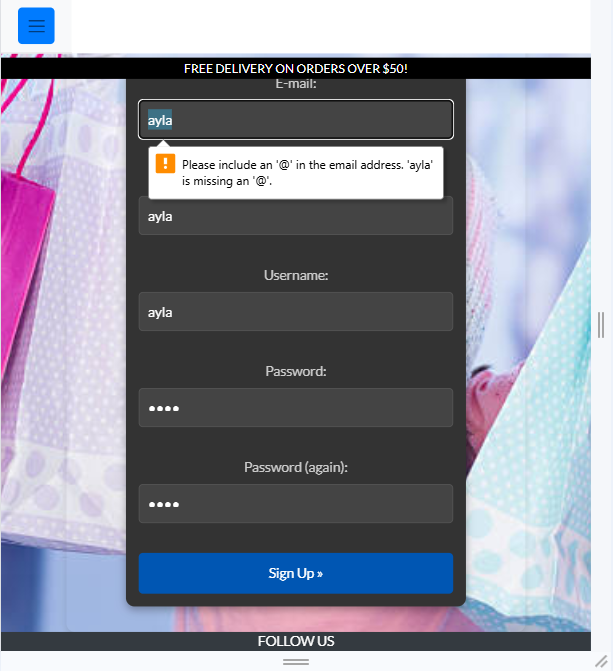 FREE DELIVERY ON ORDERS OVER $50!
E-mail:
ayla
Please include an '@' in the email address. 'ayla'
is missing an '@'.
ayla
Username:
ayla
Password:
••••
Password (again):
••••
Sign Up »
FOLLOW US